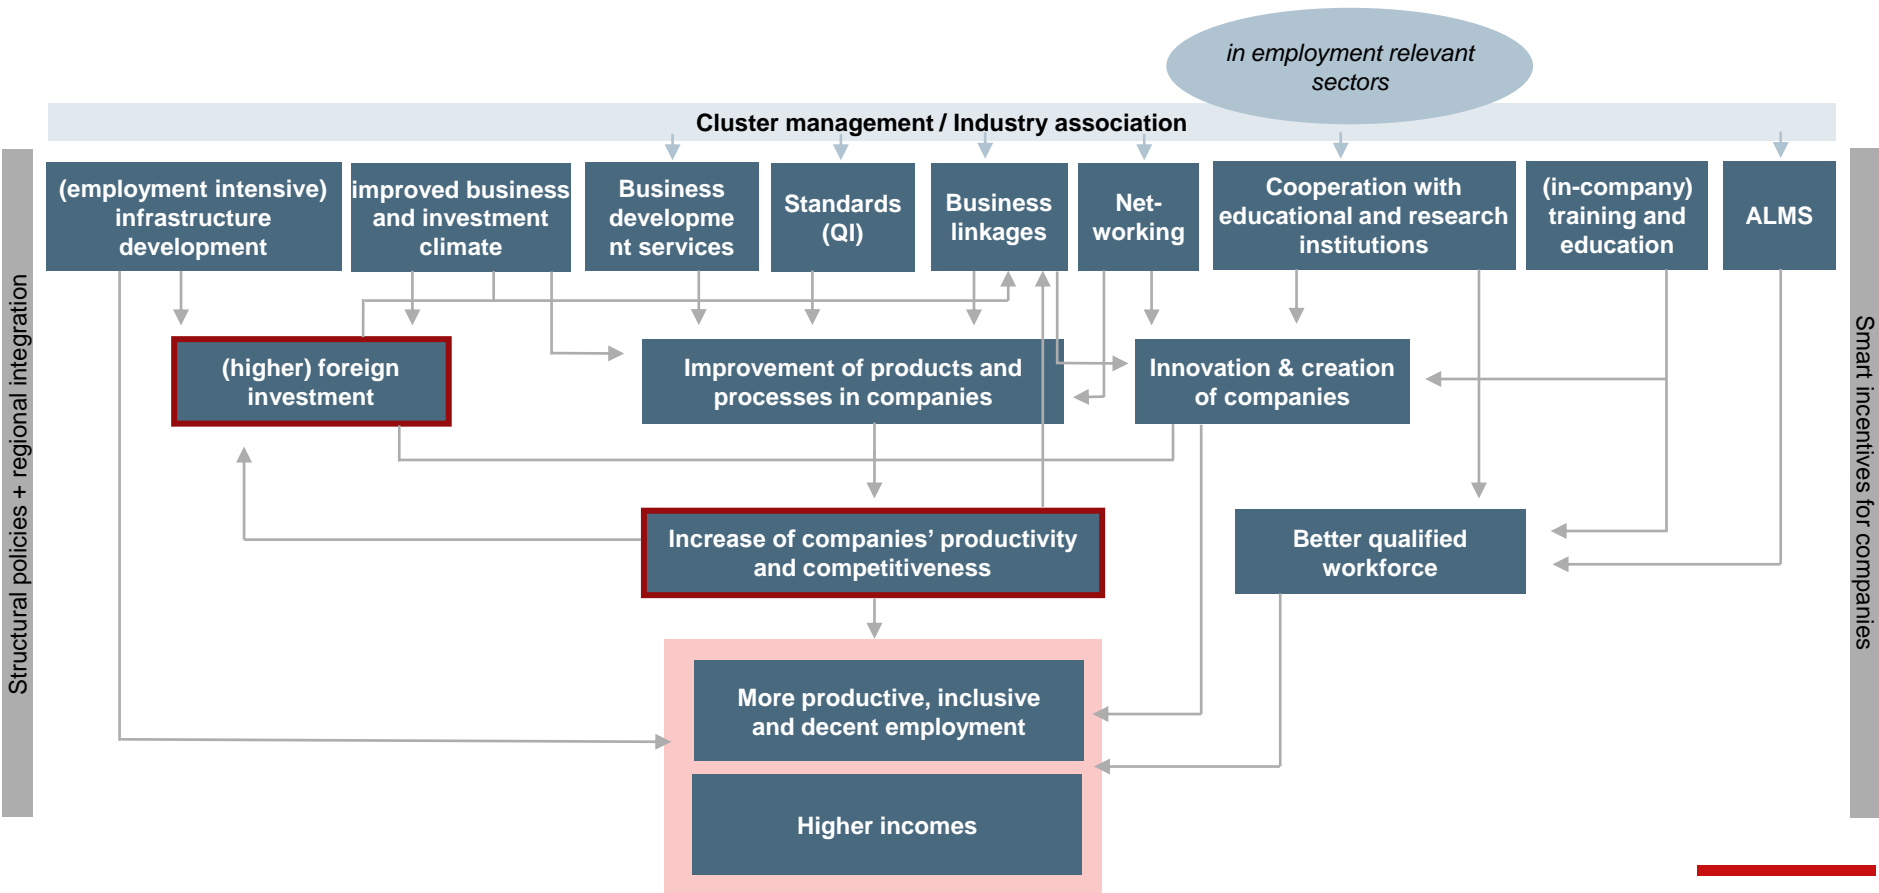 in employment relevant
sectors
Cluster management / Industry association
Structural policies + regional integration
(employment intensive)
infrastructure
development
improved business
and investment
climate
Business
developme
nt services
Standards
(QI)
Business
linkages
Net-
working
Cooperation with
educational and research
institutions
(in-company)
training and
education
ALMS
Smart incentives for companies
(higher) foreign
investment
Improvement of products and
processes in companies
Innovation & creation
of companies
Increase of companies’ productivity
and competitiveness
Better qualified
workforce
More productive, inclusive
and decent employment
Higher incomes